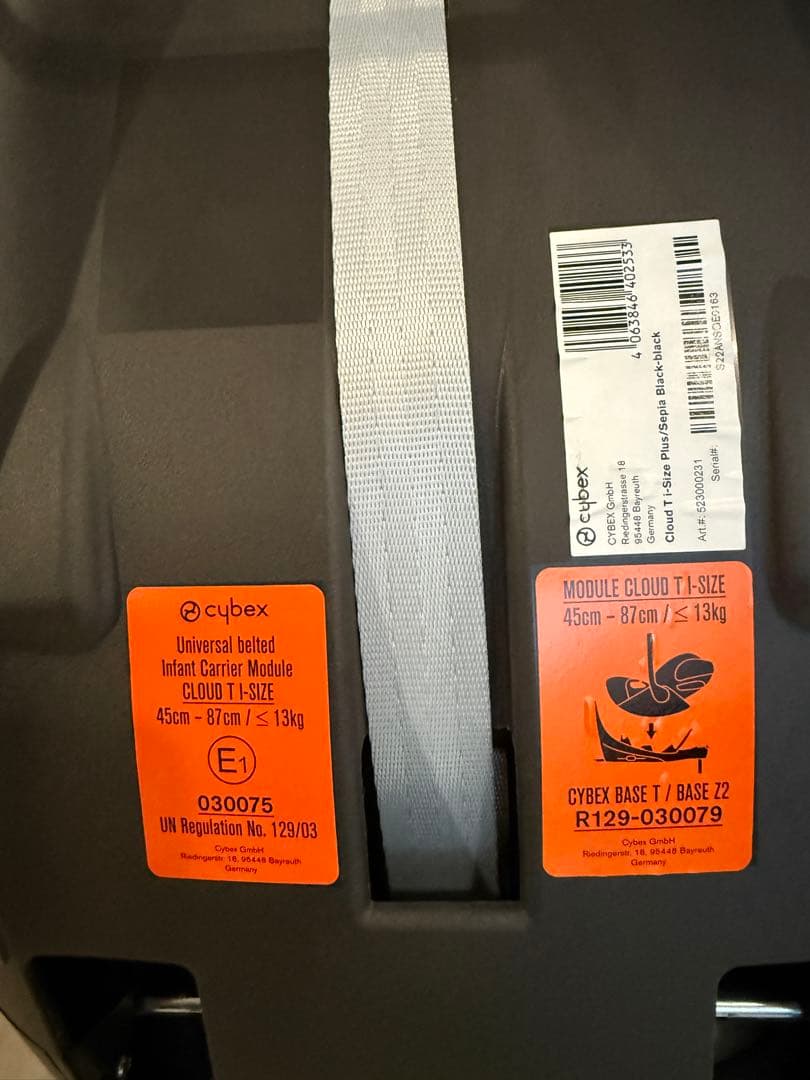 cybex
Universal belted
Infant Carrier Module
CLOUD T I-SIZE
45cm – 87cm / ≤ 13kg
E1
030075
UN Regulation No. 129/03
Cybex GmbH
Riedingerstr. 18, 95448 Bayreuth
Germany
cybex
CYBEX GmbH
Riedingerstrasse 18
95448 Bayreuth
Germany
Cloud T i-Size Plus/Sepia Black-black
Art.#: 523000231
Serial#:
4 063846 402533
MODULE CLOUD T I-SIZE
45cm – 87cm / ≤ 13kg
CYBEX BASE T / BASE Z2
R129-030079
Cybex GmbH
Riedingerstr. 18, 95448 Bayreuth
Germany